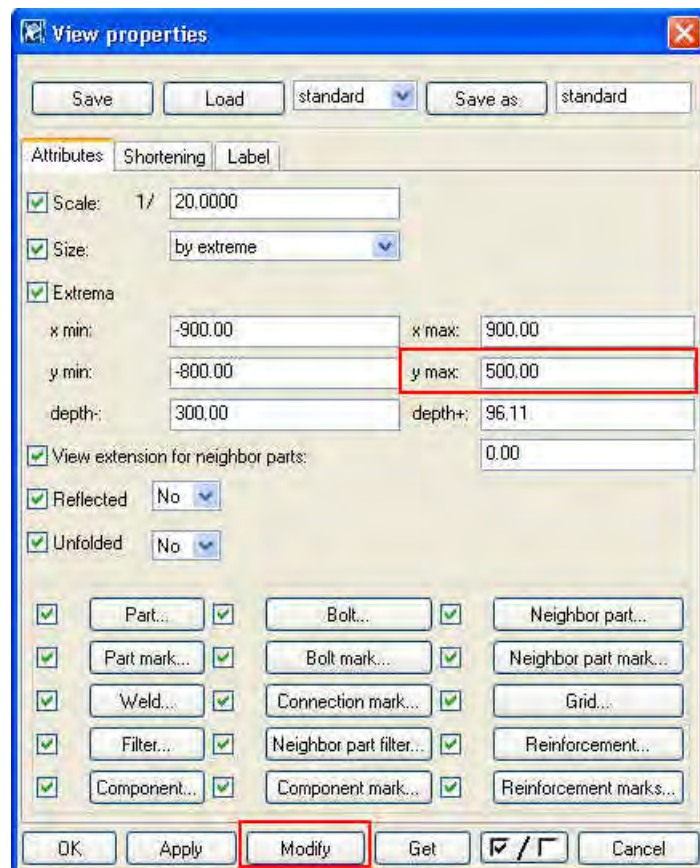 View properties
Save Load standard Save as standard
Attributes Shortening Label
Scale: 1/ 20.0000
Size: by extreme
Extrema
x min: -900.00 x max: 900.00
y min: -800.00 y max: 500.00
depth-: 300.00 depth+: 96.11
View extension for neighbor parts: 0.00
Reflected No
Unfolded No
Part... Bolt... Neighbor part...
Part mark... Bolt mark... Neighbor part mark...
Weld... Connection mark... Grid...
Filter... Neighbor part filter... Reinforcement...
Component... Component mark... Reinforcement marks...
OK Apply Modify Get / Cancel